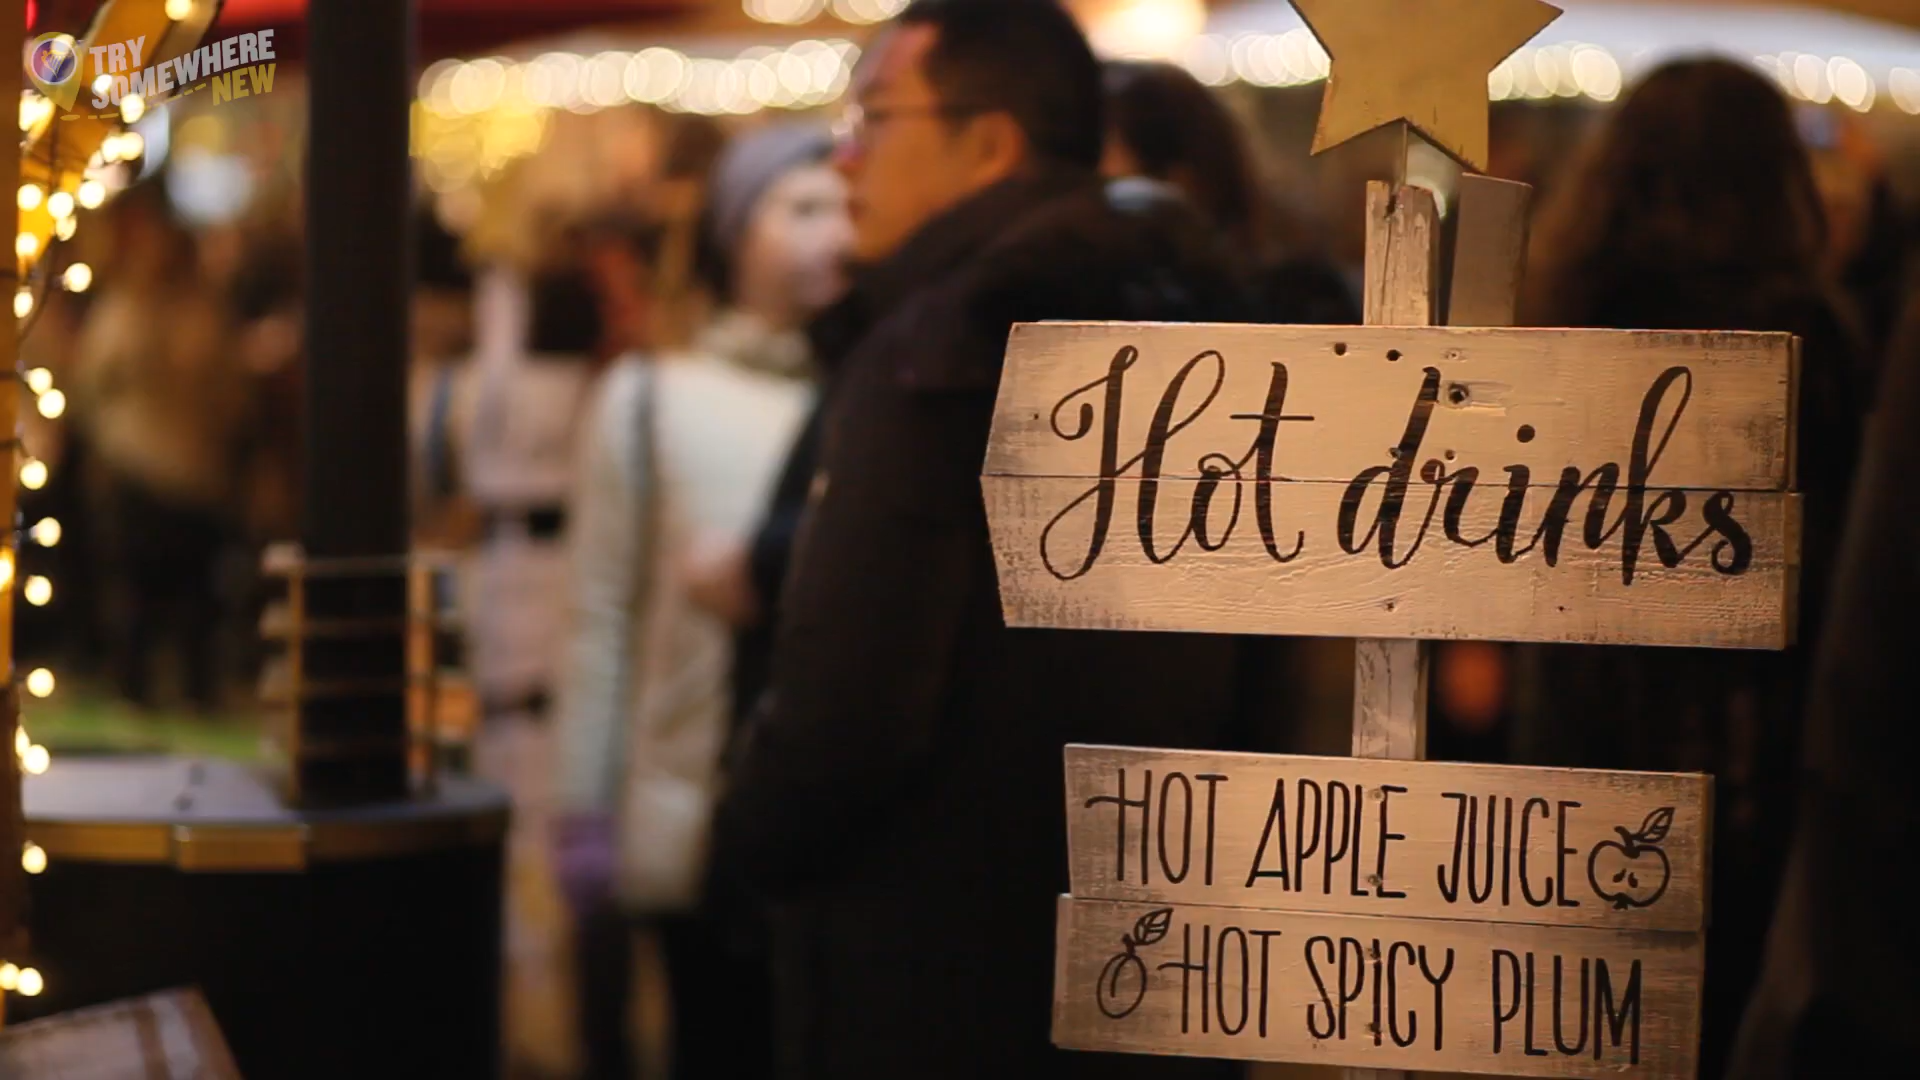 TRY
SOMEWHERE
NEW
Hot drinks
HOT APPLE JUICE
HOT SPICY PLUM